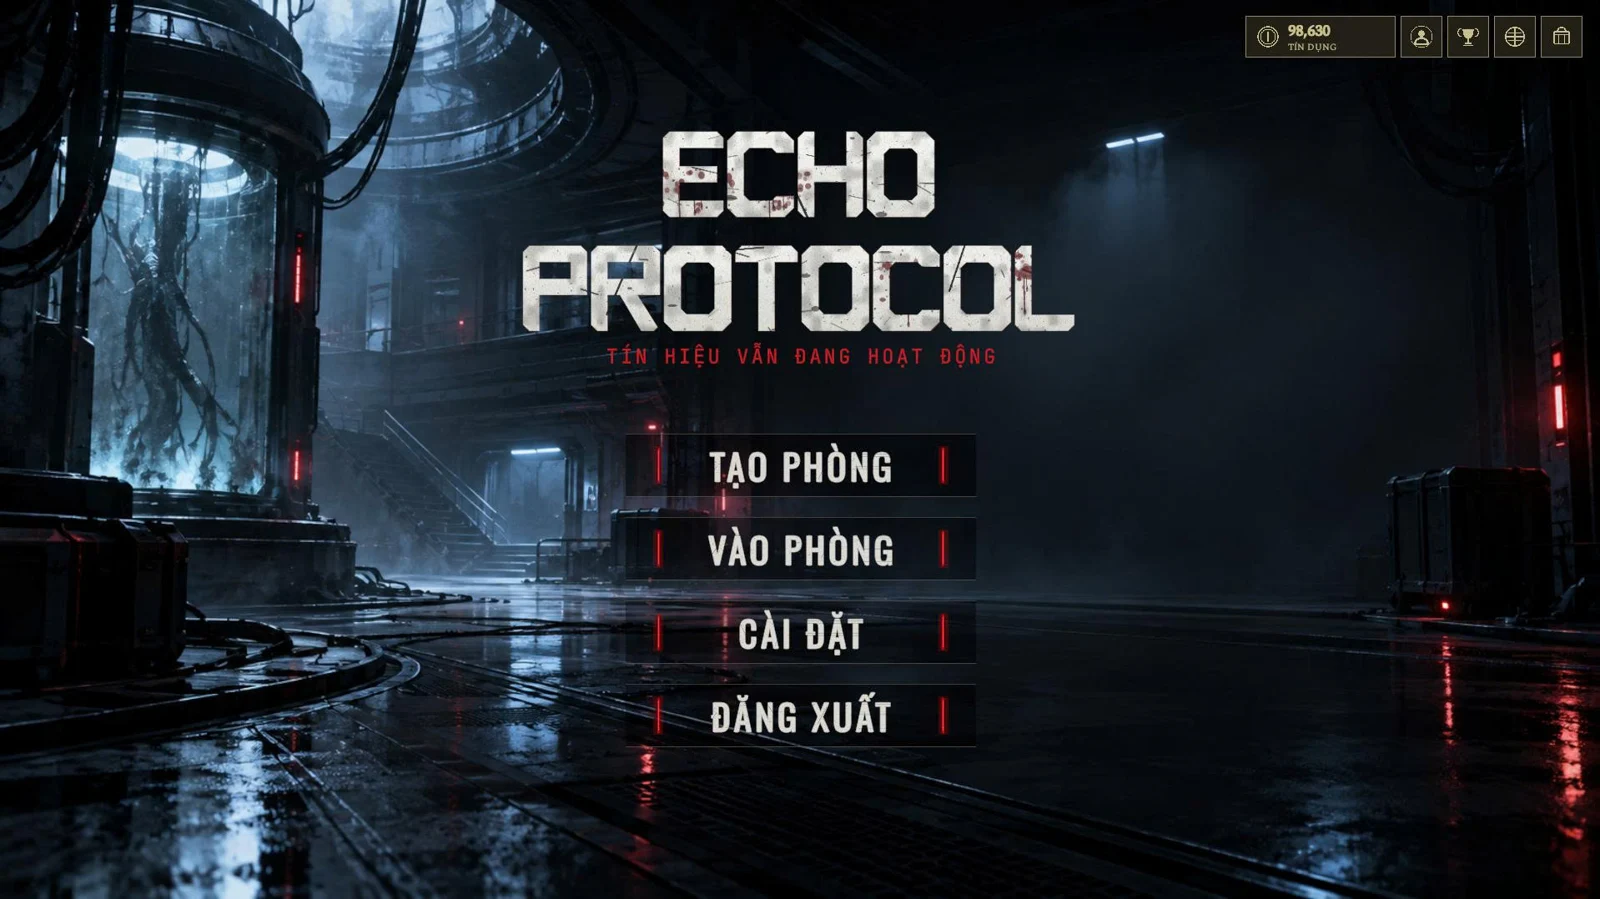 98,630
TÍN DỤNG
ECHO
PROTOCOL
TÍN HIỆU VẪN ĐANG HOẠT ĐỘNG
TẠO PHÒNG
VÀO PHÒNG
CÀI ĐẶT
ĐĂNG XUẤT